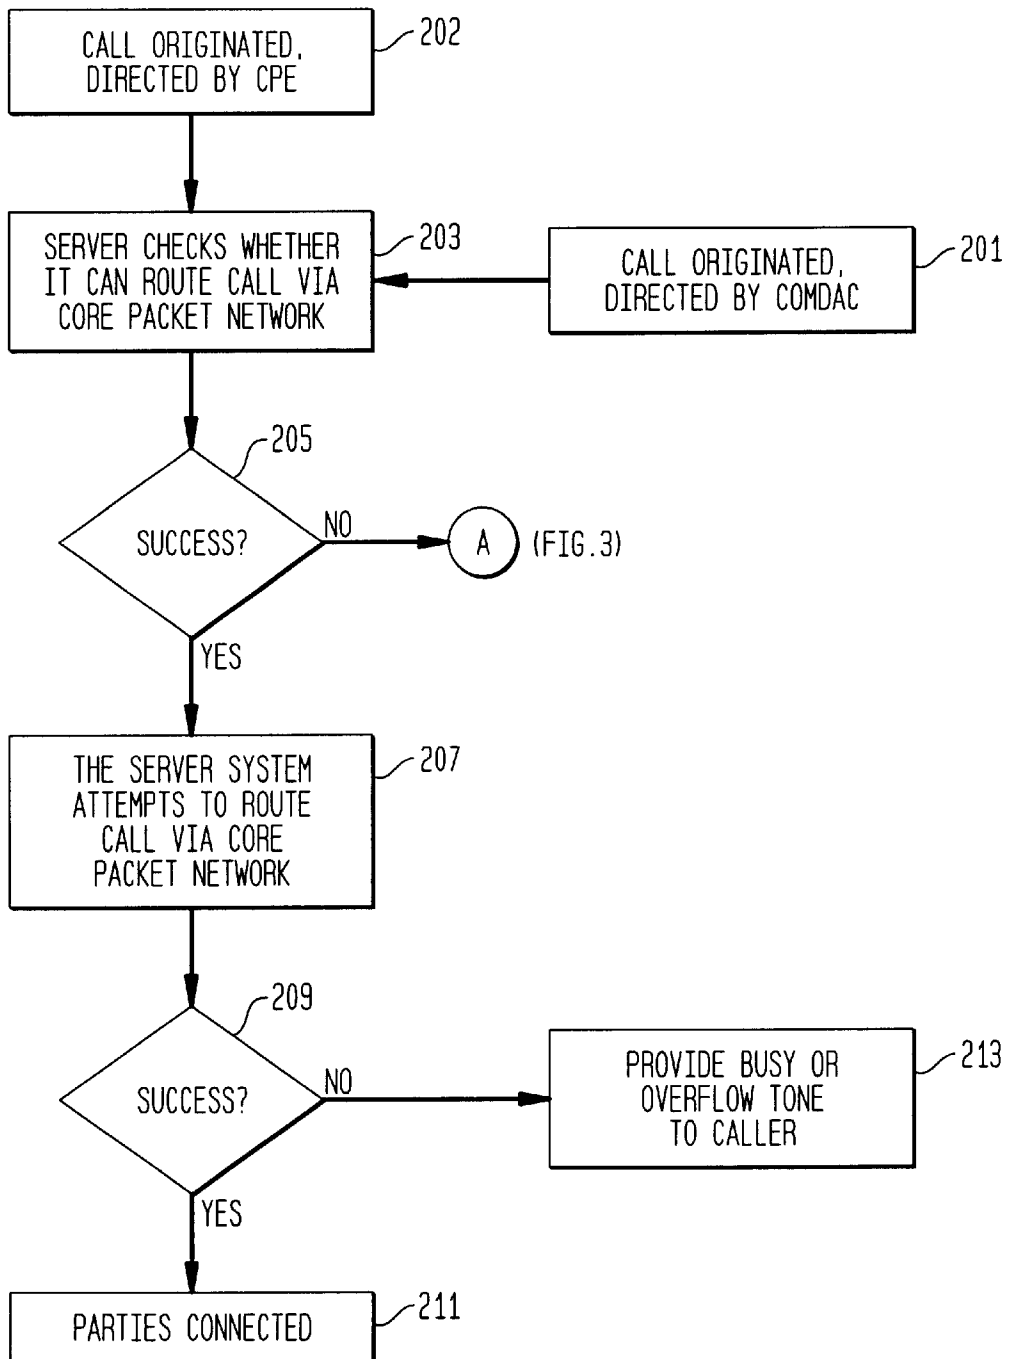 CALL ORIGINATED,
DIRECTED BY CPE
202
SERVER CHECKS WHETHER
IT CAN ROUTE CALL VIA
CORE PACKET NETWORK
203
CALL ORIGINATED,
DIRECTED BY COMDAC
201
205
SUCCESS?
NO
A
(FIG.3)
YES
THE SERVER SYSTEM
ATTEMPTS TO ROUTE
CALL VIA CORE
PACKET NETWORK
207
209
SUCCESS?
NO
PROVIDE BUSY OR
OVERFLOW TONE
TO CALLER
213
YES
PARTIES CONNECTED
211